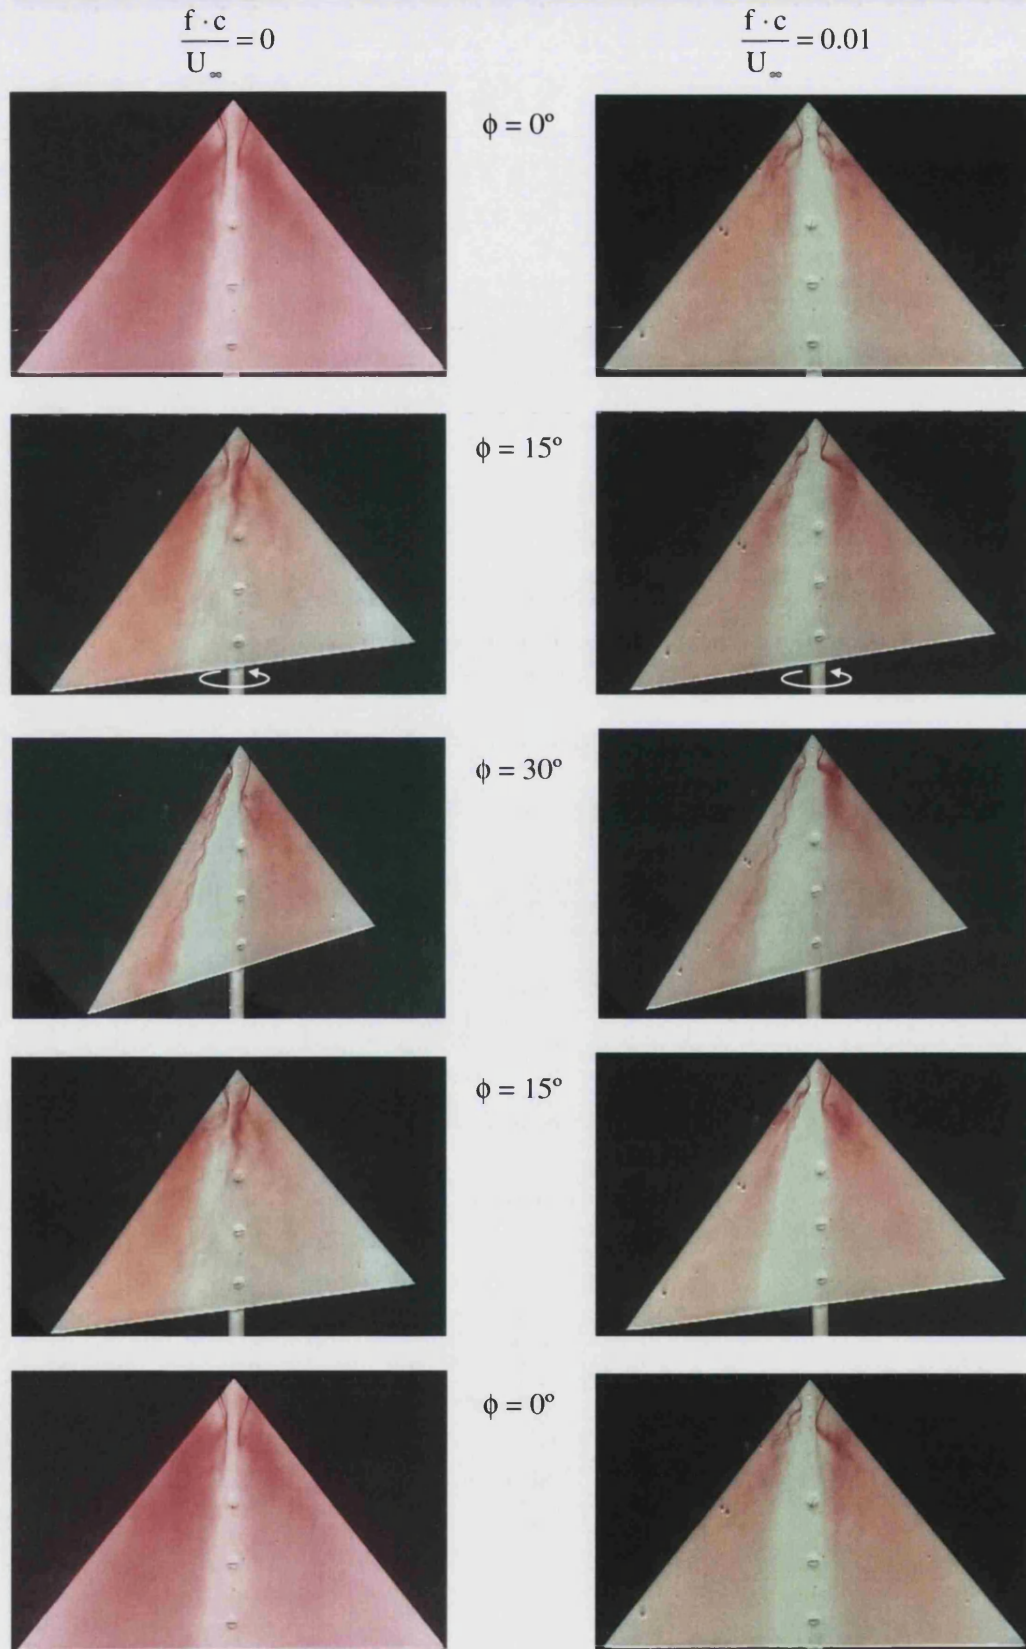 f · c / U∞ = 0
f · c / U∞ = 0.01
ϕ = 0º
ϕ = 15º
ϕ = 30º
ϕ = 15º
ϕ = 0º